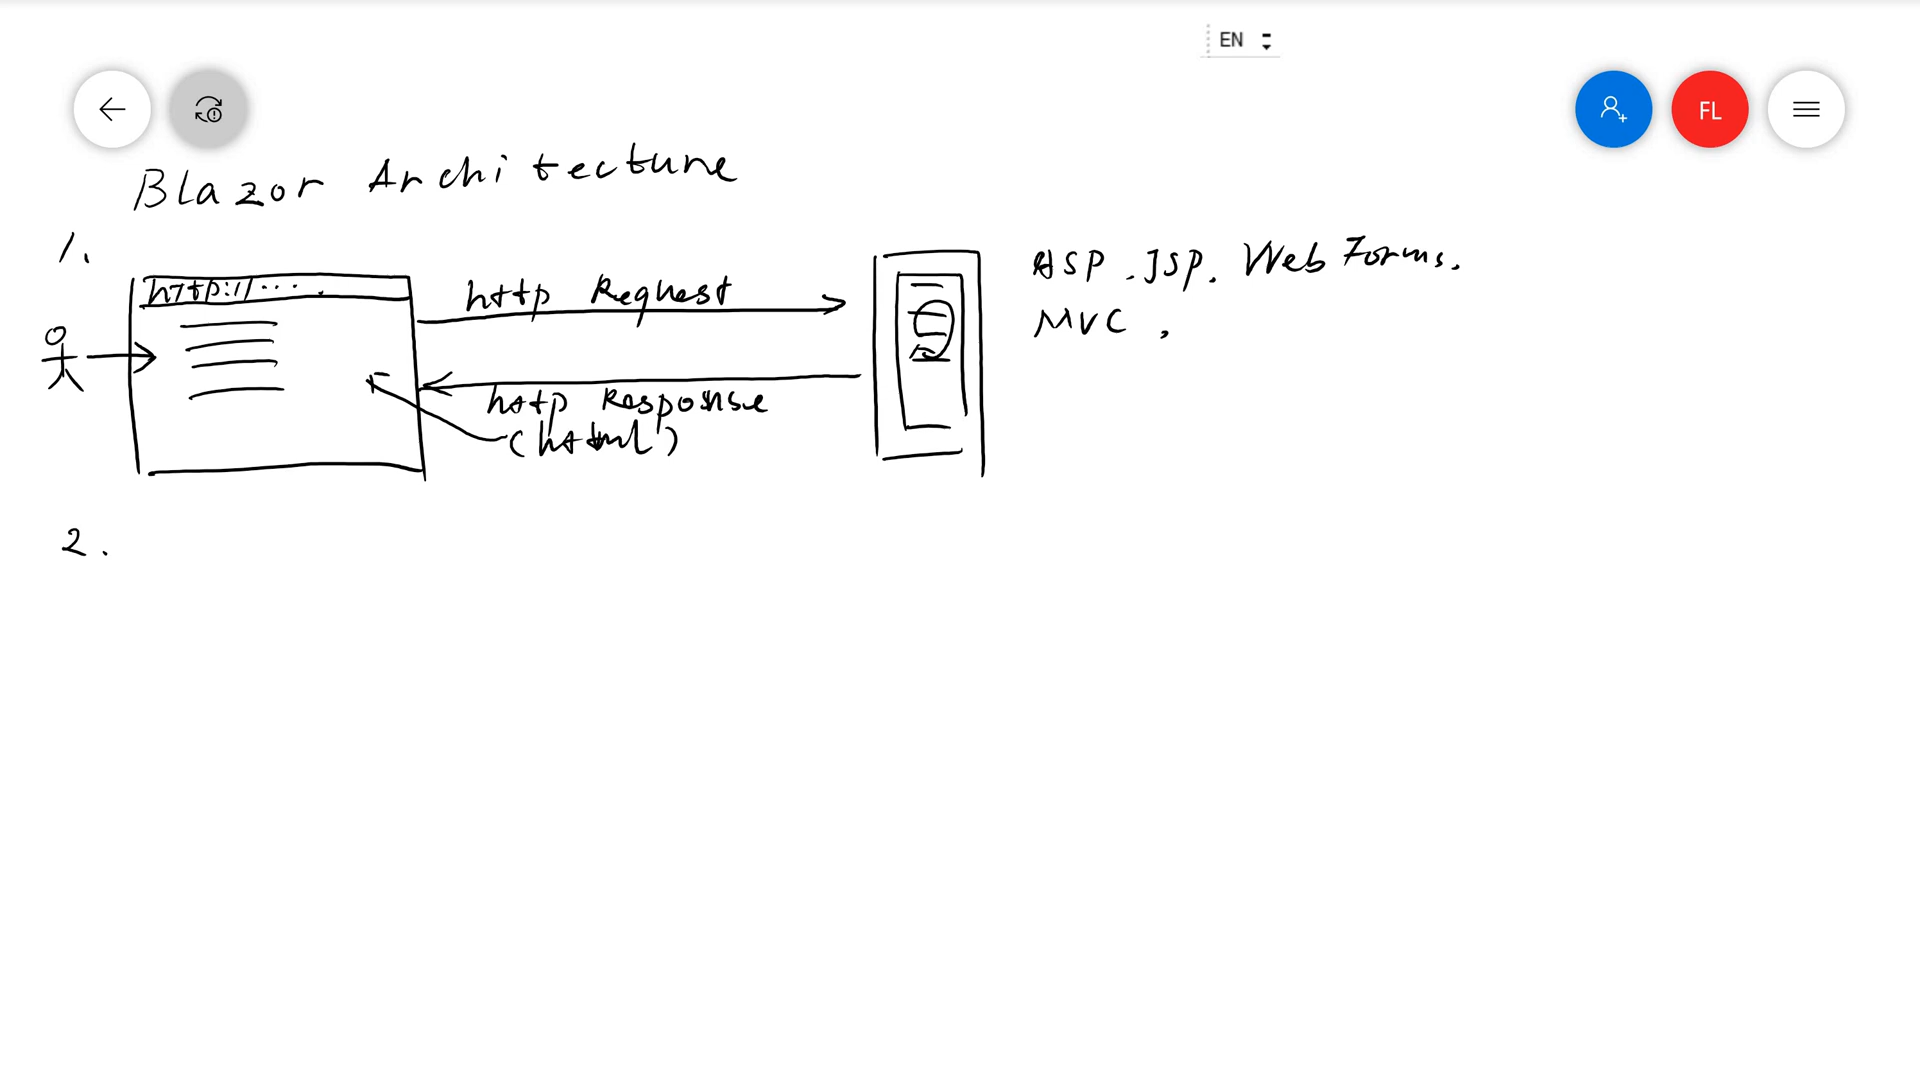 EN
FL
Blazor Architecture
1.
http://....
http Request
http Response
(html)
ASP. JSP. Web Forms.
MVC.
2.